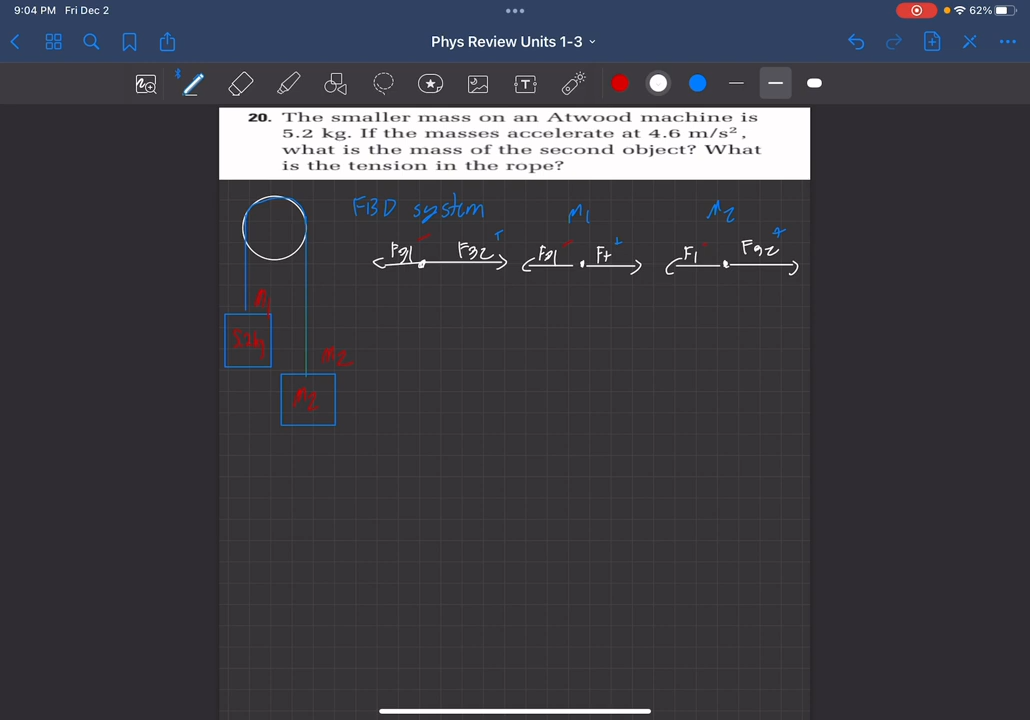 9:04 PM Fri Dec 2
62%
Phys Review Units 1-3
20. The smaller mass on an Atwood machine is
5.2 kg. If the masses accelerate at 4.6 m/s²,
what is the mass of the second object? What
is the tension in the rope?
FBD system M1 M2
Fg1 - Fg2 + Fg1 - Ft + Ft - Fg2 +
M1
5.2kg
M2
M2